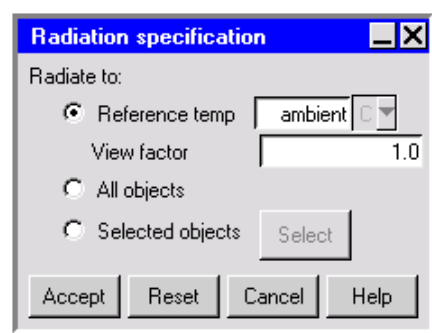 Radiation specification
Radiate to:
Reference temp ambient C
View factor 1.0
All objects
Selected objects Select
Accept Reset Cancel Help